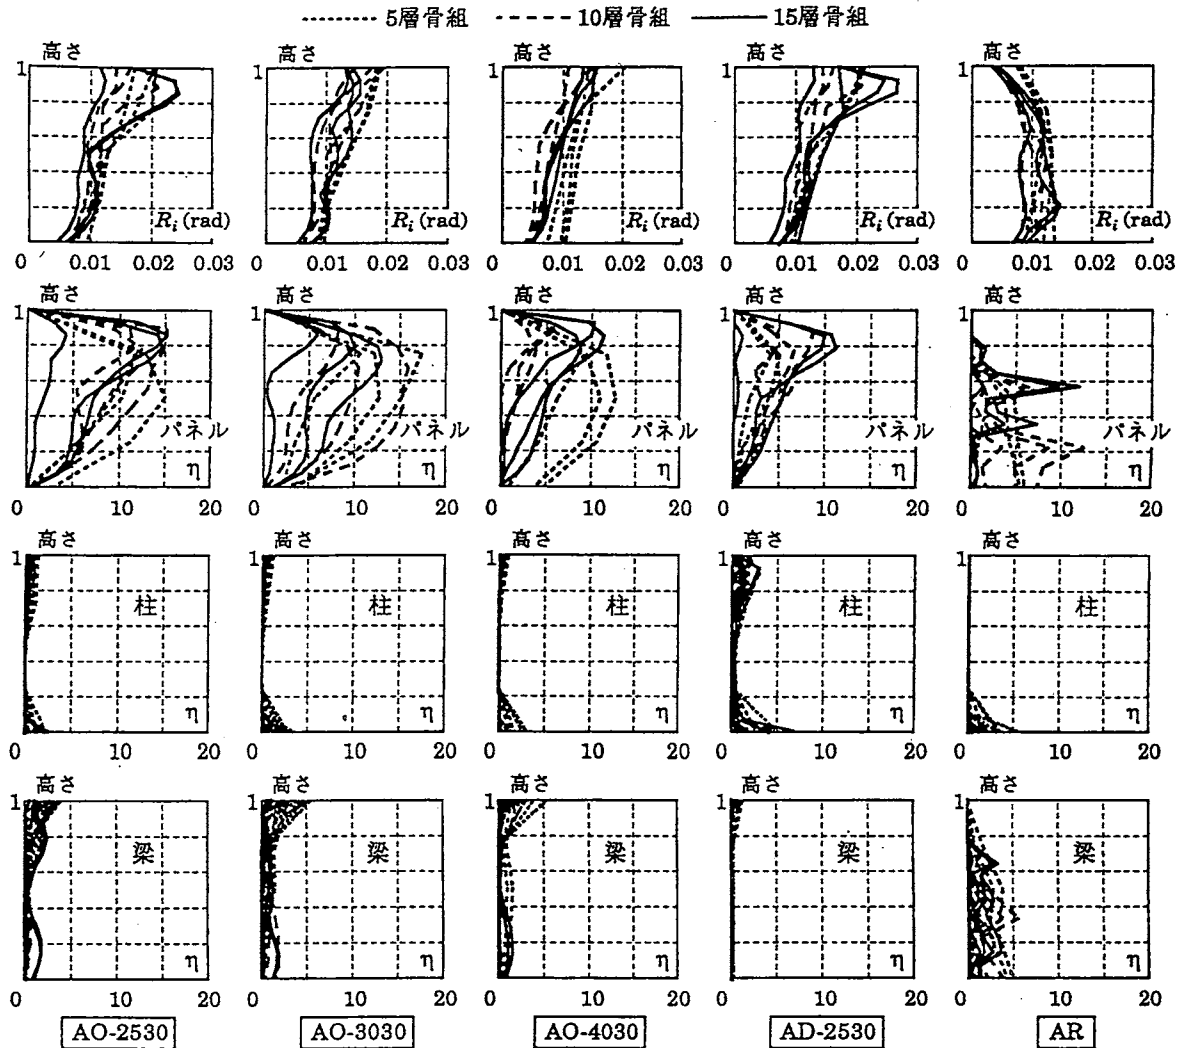 5層骨組 10層骨組 15層骨組
高さ 高さ 高さ 高さ 高さ
1 1 1 1 1
R_i (rad) R_i (rad) R_i (rad) R_i (rad) R_i (rad)
0 0.01 0.02 0.03 0 0.01 0.02 0.03 0 0.01 0.02 0.03 0 0.01 0.02 0.03 0 0.01 0.02 0.03
高さ 高さ 高さ 高さ 高さ
1 1 1 1 1
パネル パネル パネル パネル パネル
η η η η η
0 10 20 0 10 20 0 10 20 0 10 20 0 10 20
高さ 高さ 高さ 高さ 高さ
1 1 1 1 1
柱 柱 柱 柱 柱
η η η η η
0 10 20 0 10 20 0 10 20 0 10 20 0 10 20
高さ 高さ 高さ 高さ 高さ
1 1 1 1 1
梁 梁 梁 梁 梁
η η η η η
0 10 20 0 10 20 0 10 20 0 10 20 0 10 20
AO-2530 AO-3030 AO-4030 AD-2530 AR